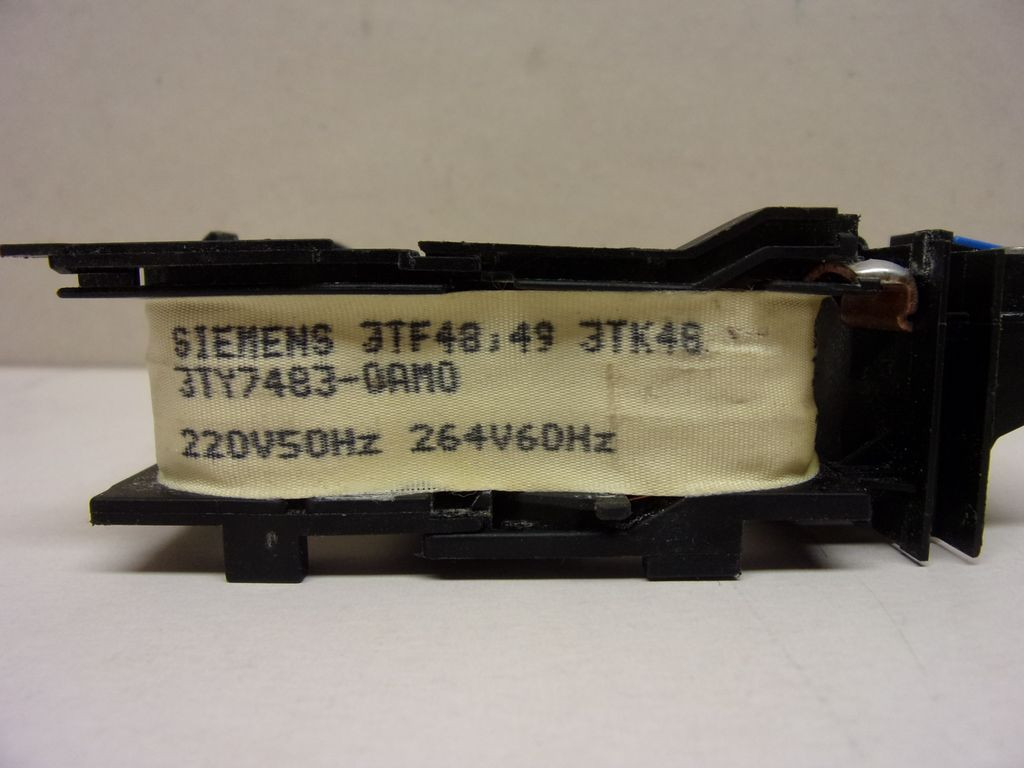 SIEMENS 3TF48;49 3TK48
3TY7483-0AM0
220V50Hz 264V60Hz